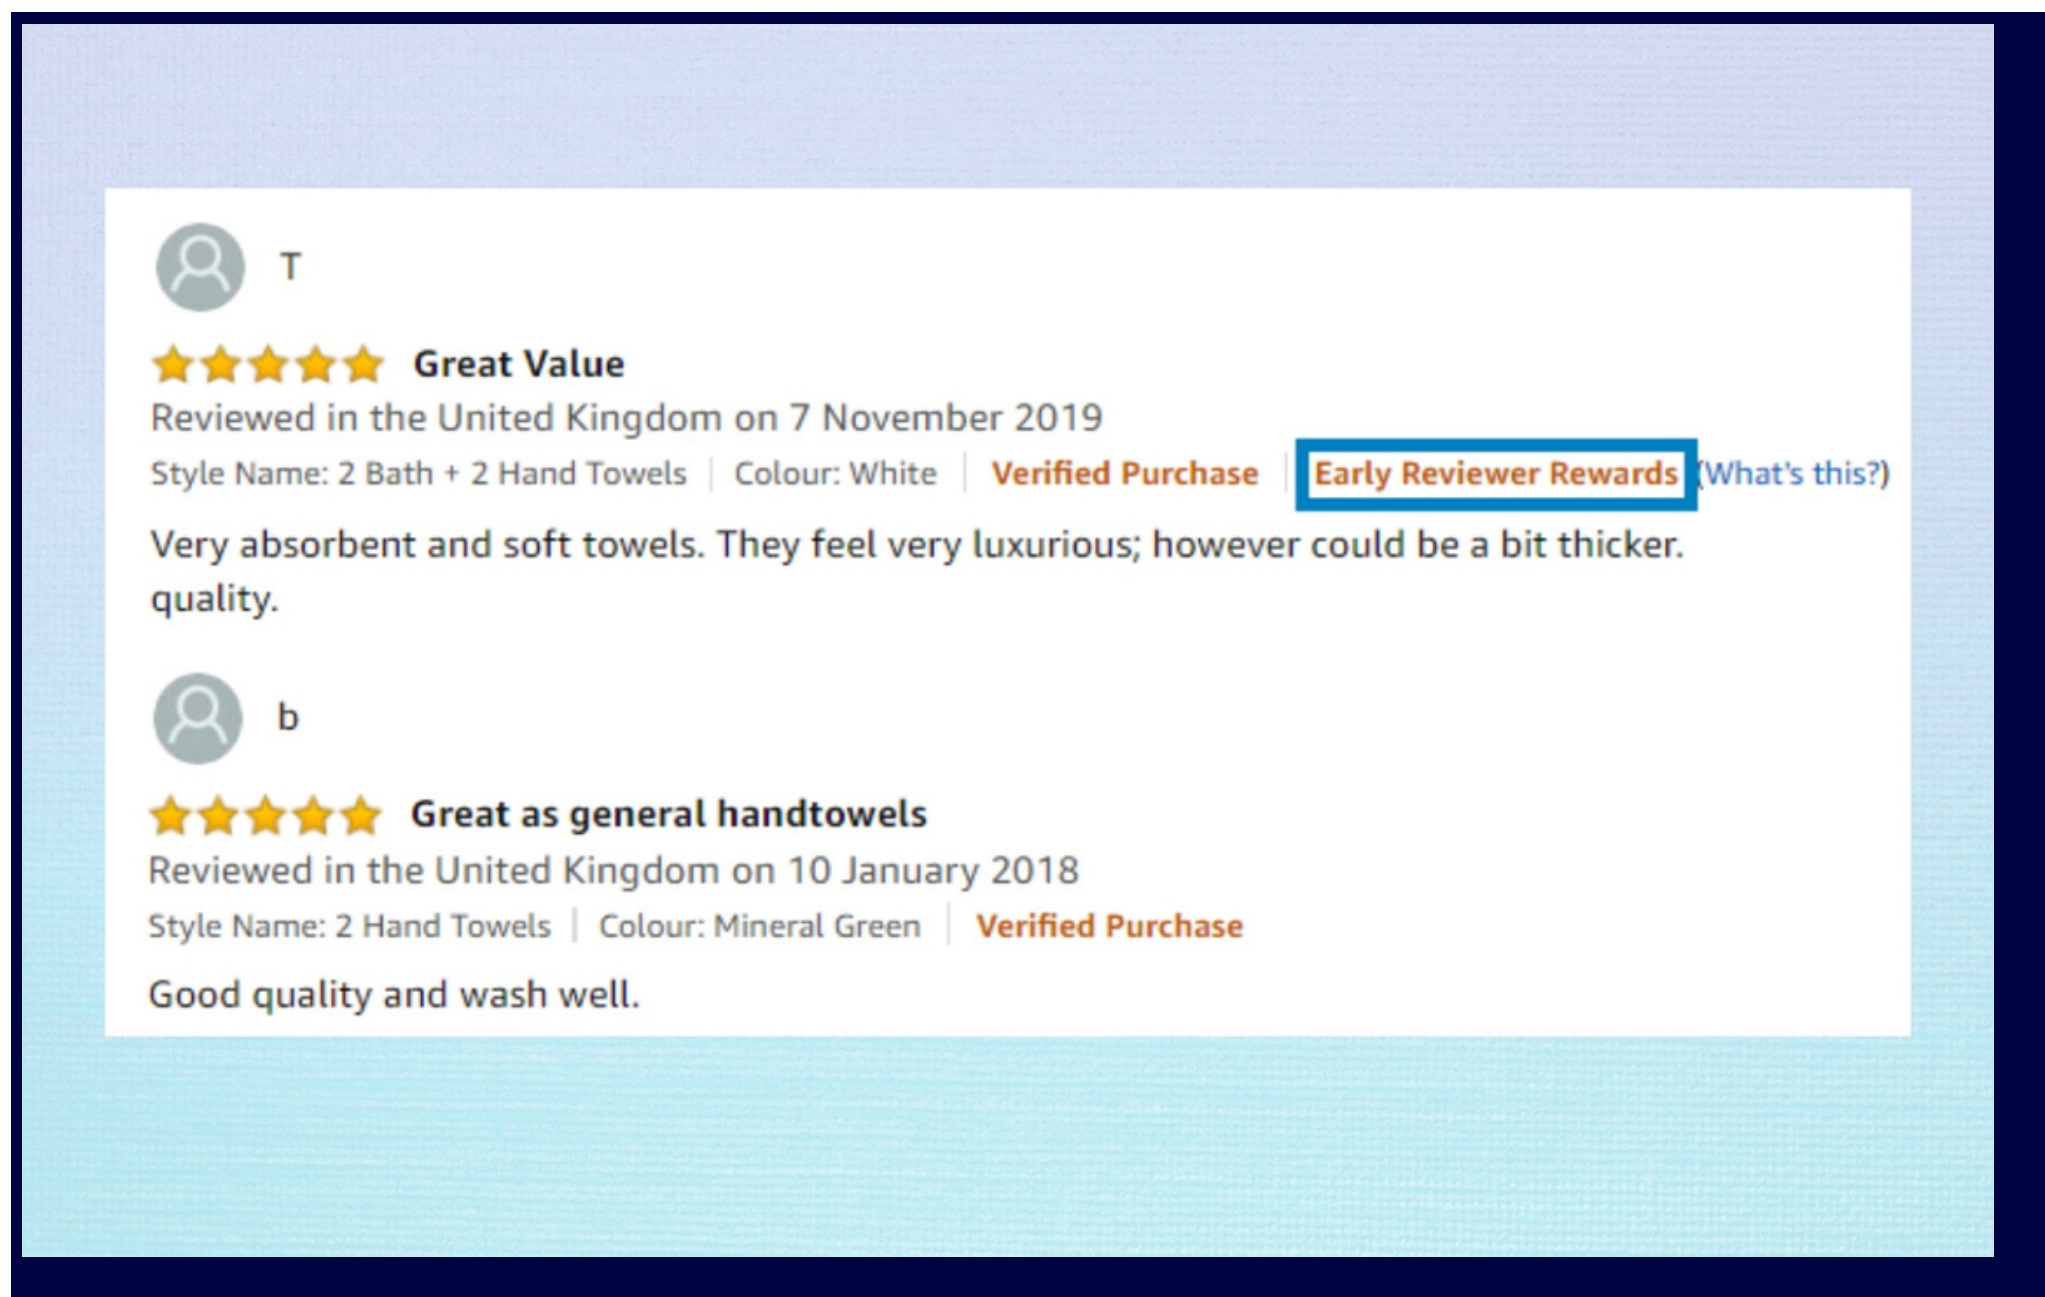 T
Great Value
Reviewed in the United Kingdom on 7 November 2019
Style Name: 2 Bath + 2 Hand Towels | Colour: White | Verified Purchase | Early Reviewer Rewards (What's this?)
Very absorbent and soft towels. They feel very luxurious; however could be a bit thicker.
quality.
b
Great as general handtowels
Reviewed in the United Kingdom on 10 January 2018
Style Name: 2 Hand Towels | Colour: Mineral Green | Verified Purchase
Good quality and wash well.